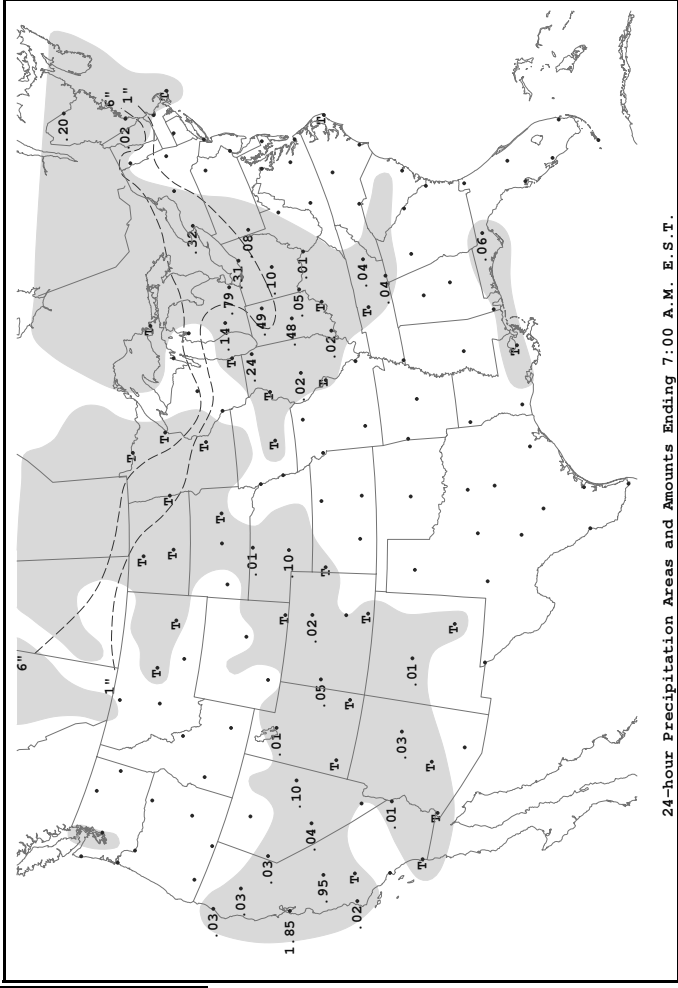 6"
.20
1"
6"
.02
1"
T
T
T
T
T
T
T
T
T
.32
T
.03
T
.14
.79
T
.31
.03
.08
.24
.01
.49
.03
T
.10
T
.01
T
.10
1.85
.48
.10
.05
.02
.01
.04
.02
T
.05
.95
T
T
T
.02
T
T
T
.02
.04
T
T
.04
.01
.03
.01
T
T
T
T
.06
T
24-hour Precipitation Areas and Amounts Ending 7:00 A.M. E.S.T.